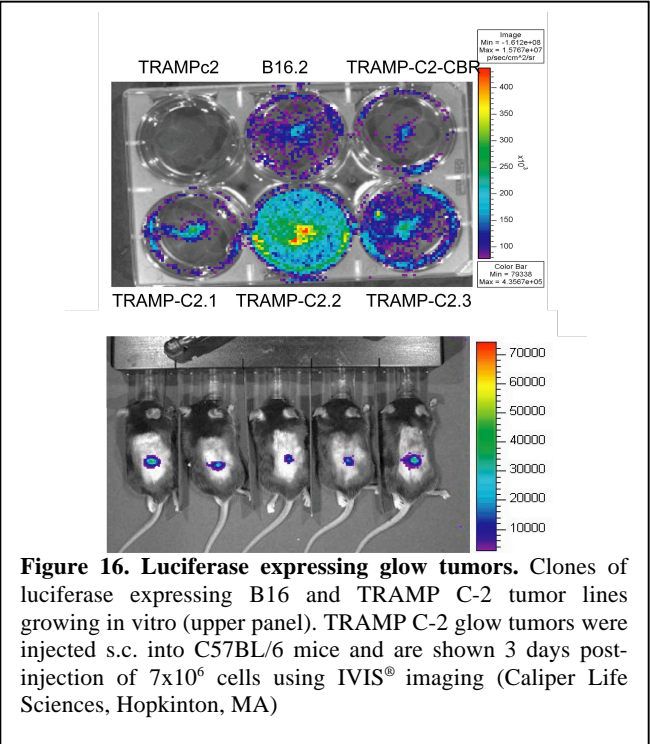 Image
Min = -1.612e+08
Max = 1.5767e+07
p/sec/cm^2/sr
TRAMPc2 B16.2 TRAMP-C2-CBR
400
350
300
250
200
150
100
x10³
Color Bar
Min = 79338
Max = 4.3567e+05
TRAMP-C2.1 TRAMP-C2.2 TRAMP-C2.3
70000
60000
50000
40000
30000
20000
10000
Figure 16. Luciferase expressing glow tumors. Clones of
luciferase expressing B16 and TRAMP C-2 tumor lines
growing in vitro (upper panel). TRAMP C-2 glow tumors were
injected s.c. into C57BL/6 mice and are shown 3 days post-
injection of 7x10⁶ cells using IVIS® imaging (Caliper Life
Sciences, Hopkinton, MA)